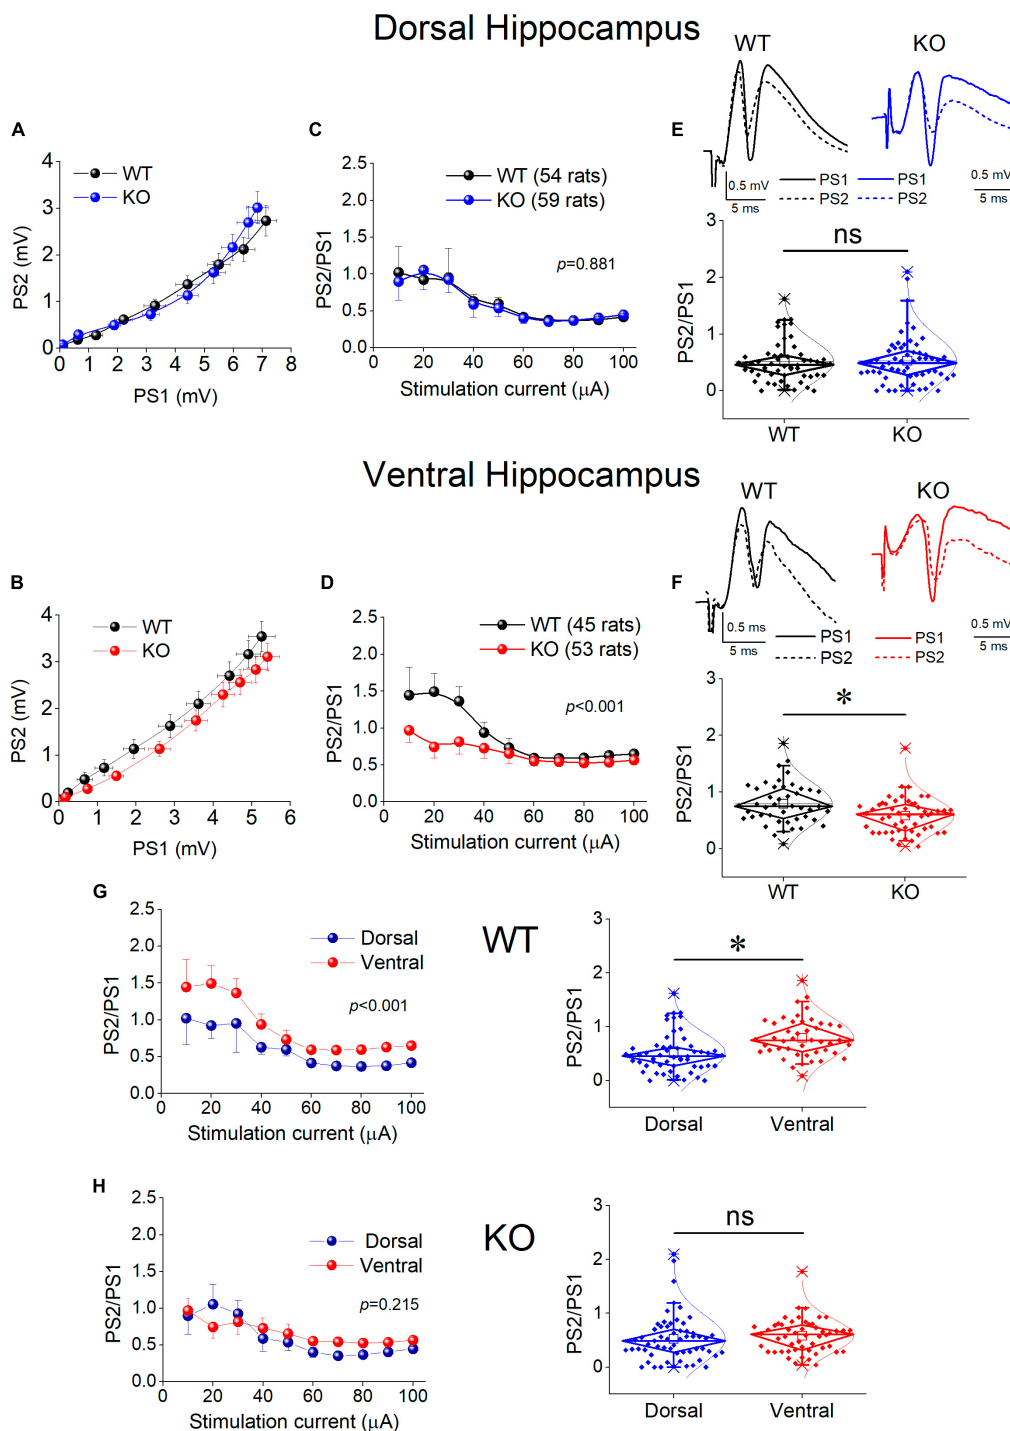 Dorsal Hippocampus
A
WT
KO
4
3
2
1
0
PS2 (mV)
0 1 2 3 4 5 6 7 8
PS1 (mV)
C
2.5
2.0
1.5
1.0
0.5
0.0
PS2/PS1
WT (54 rats)
KO (59 rats)
p=0.881
0 20 40 60 80 100
Stimulation current (μA)
E
WT
KO
0.5 mV
5 ms
PS1
PS2
PS1
PS2
0.5 mV
5 ms
ns
3
2
1
0
PS2/PS1
WT KO
Ventral Hippocampus
B
WT
KO
4
3
2
1
0
PS2 (mV)
0 1 2 3 4 5 6
PS1 (mV)
D
2.5
2.0
1.5
1.0
0.5
0.0
PS2/PS1
WT (45 rats)
KO (53 rats)
p<0.001
0 20 40 60 80 100
Stimulation current (μA)
F
WT
KO
0.5 ms
5 ms
PS1
PS2
PS1
PS2
0.5 mV
5 ms
*
3
2
1
0
PS2/PS1
WT KO
G
2.5
2.0
1.5
1.0
0.5
0.0
PS2/PS1
Dorsal
Ventral
p<0.001
0 20 40 60 80 100
Stimulation current (μA)
WT
*
3
2
1
0
PS2/PS1
Dorsal Ventral
H
2.5
2.0
1.5
1.0
0.5
0.0
PS2/PS1
Dorsal
Ventral
p=0.215
0 20 40 60 80 100
Stimulation current (μA)
KO
ns
3
2
1
0
PS2/PS1
Dorsal Ventral